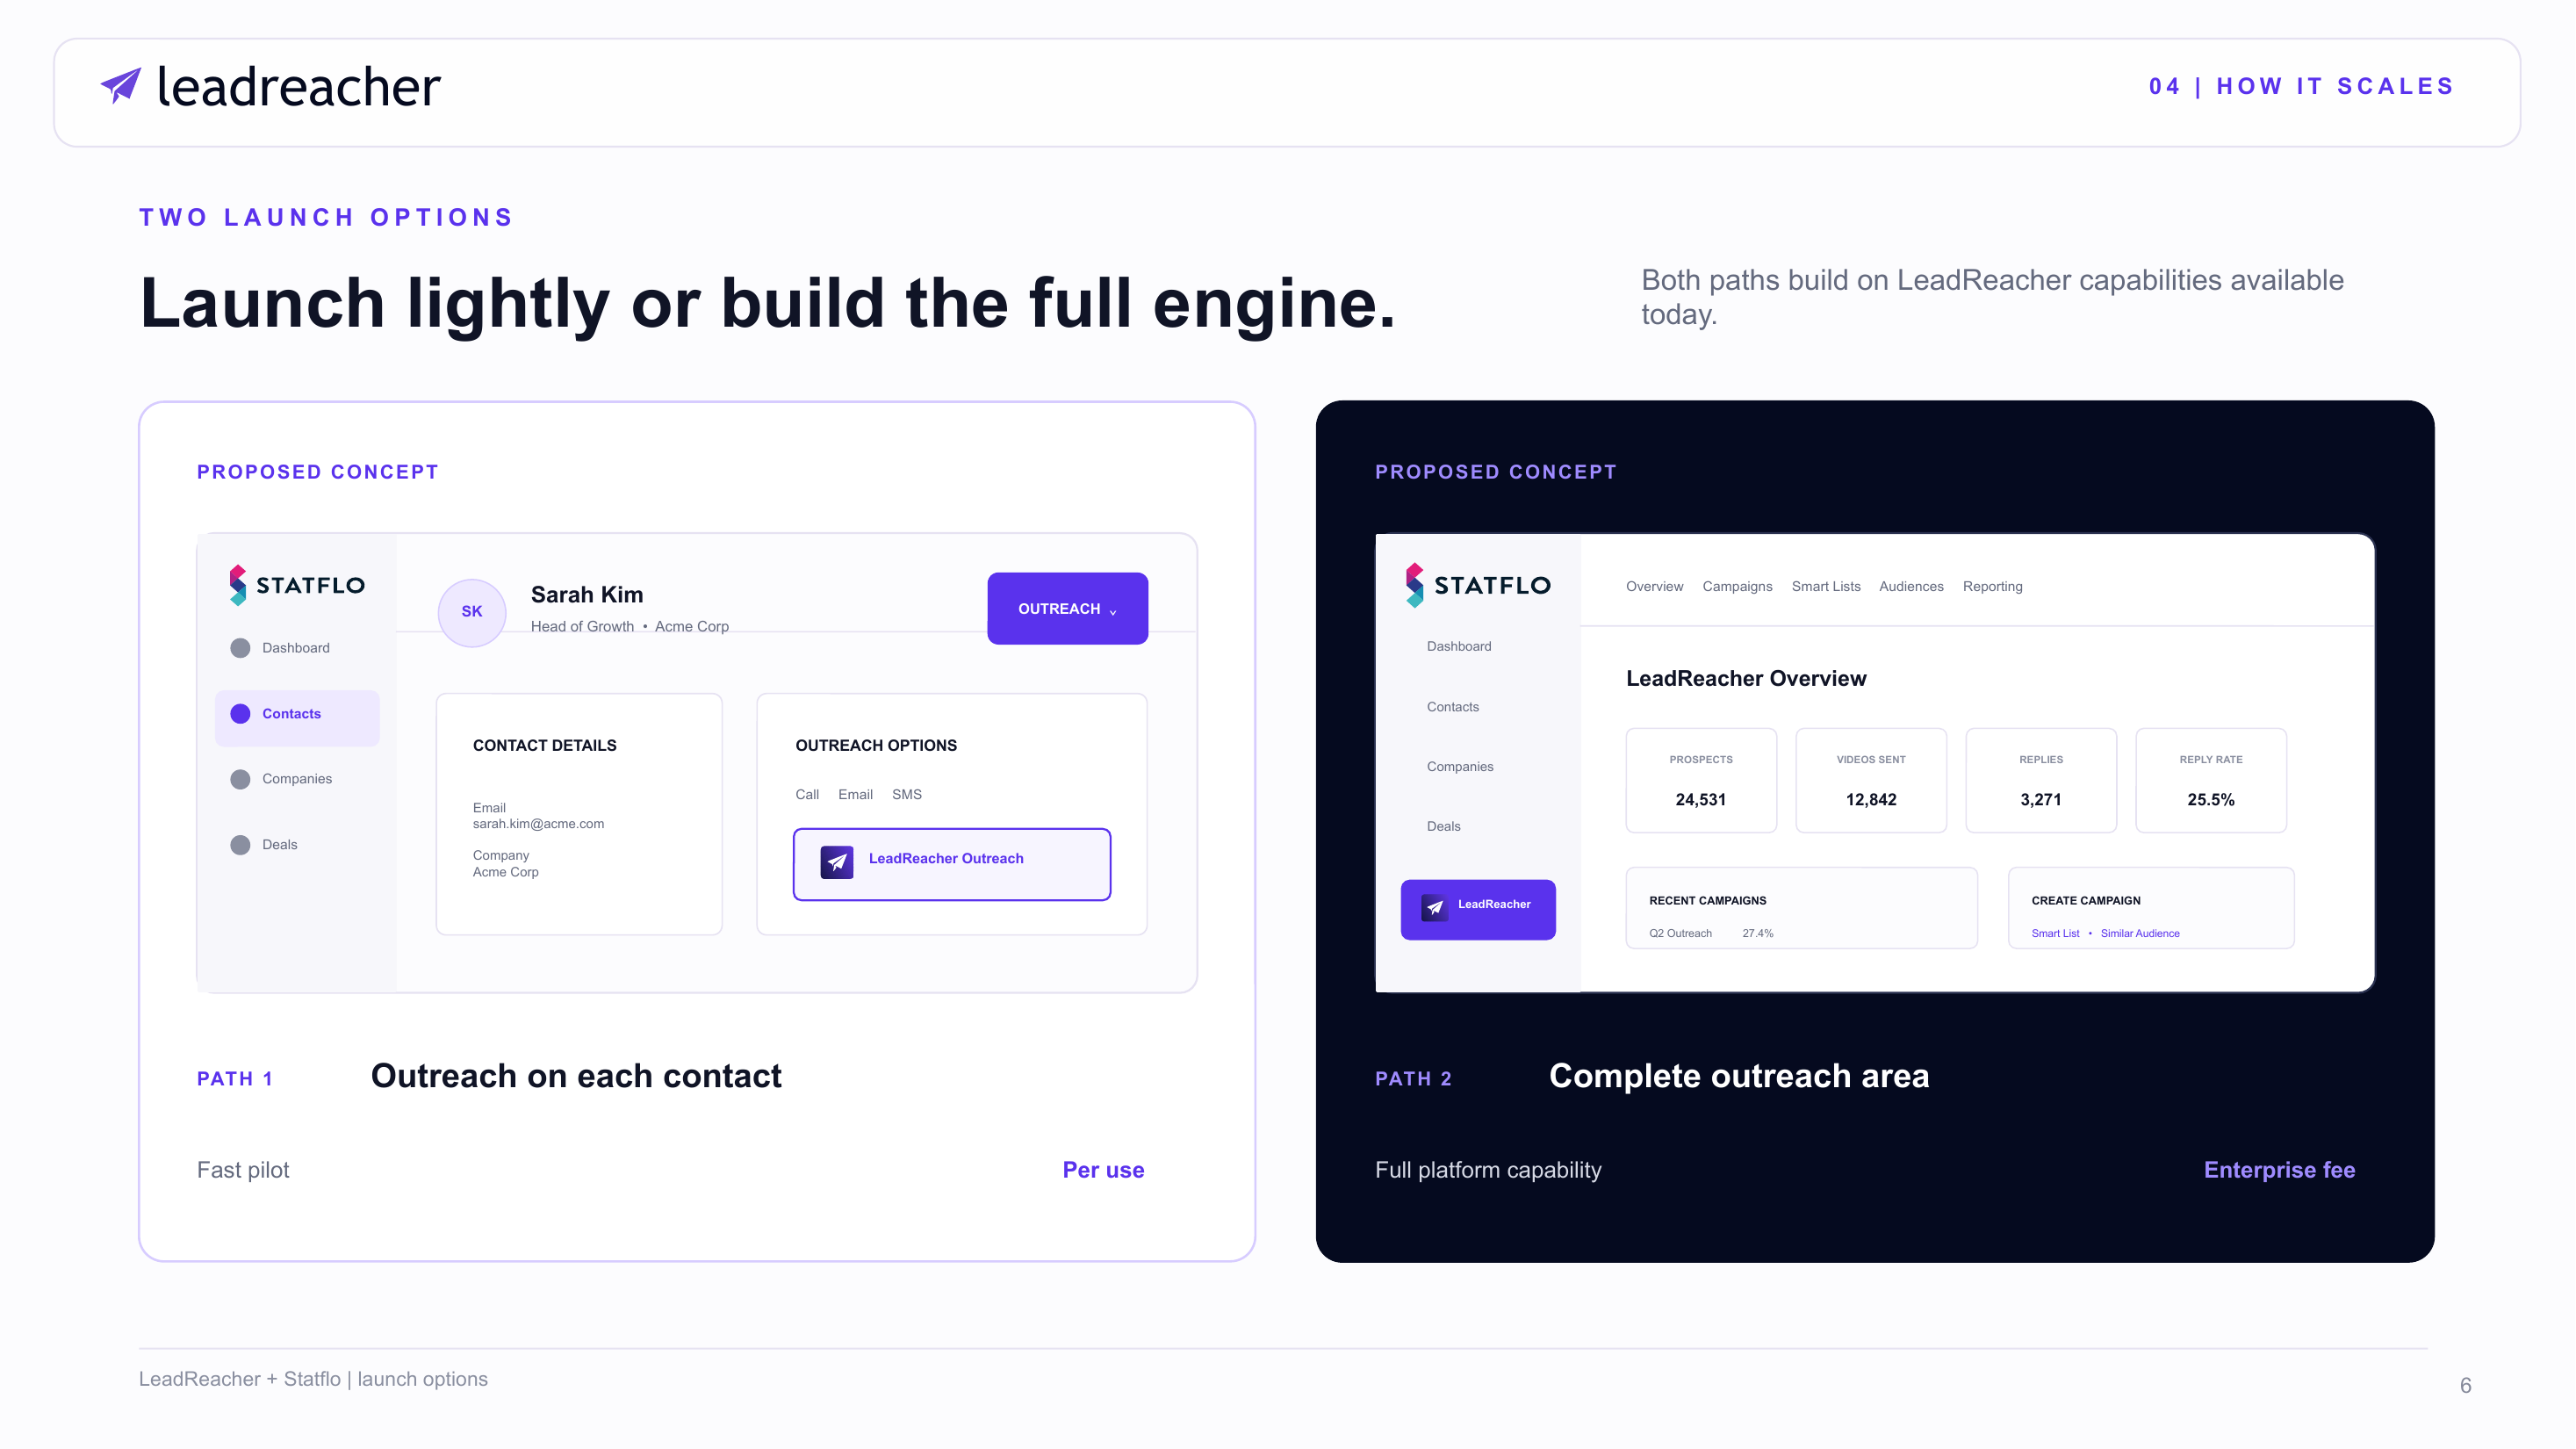 leadreacher
04 | HOW IT SCALES
TWO LAUNCH OPTIONS
Launch lightly or build the full engine.
Both paths build on LeadReacher capabilities available
today.
PROPOSED CONCEPT
STATFLO
Dashboard
Contacts
Companies
Deals
SK
Sarah Kim
Head of Growth • Acme Corp
OUTREACH ⌄
CONTACT DETAILS
Email
sarah.kim@acme.com
Company
Acme Corp
OUTREACH OPTIONS
Call Email SMS
LeadReacher Outreach
PATH 1 Outreach on each contact
Fast pilot Per use
PROPOSED CONCEPT
STATFLO
Dashboard
Contacts
Companies
Deals
LeadReacher
Overview Campaigns Smart Lists Audiences Reporting
LeadReacher Overview
PROSPECTS
24,531
VIDEOS SENT
12,842
REPLIES
3,271
REPLY RATE
25.5%
RECENT CAMPAIGNS
Q2 Outreach 27.4%
CREATE CAMPAIGN
Smart List • Similar Audience
PATH 2 Complete outreach area
Full platform capability Enterprise fee
LeadReacher + Statflo | launch options
6